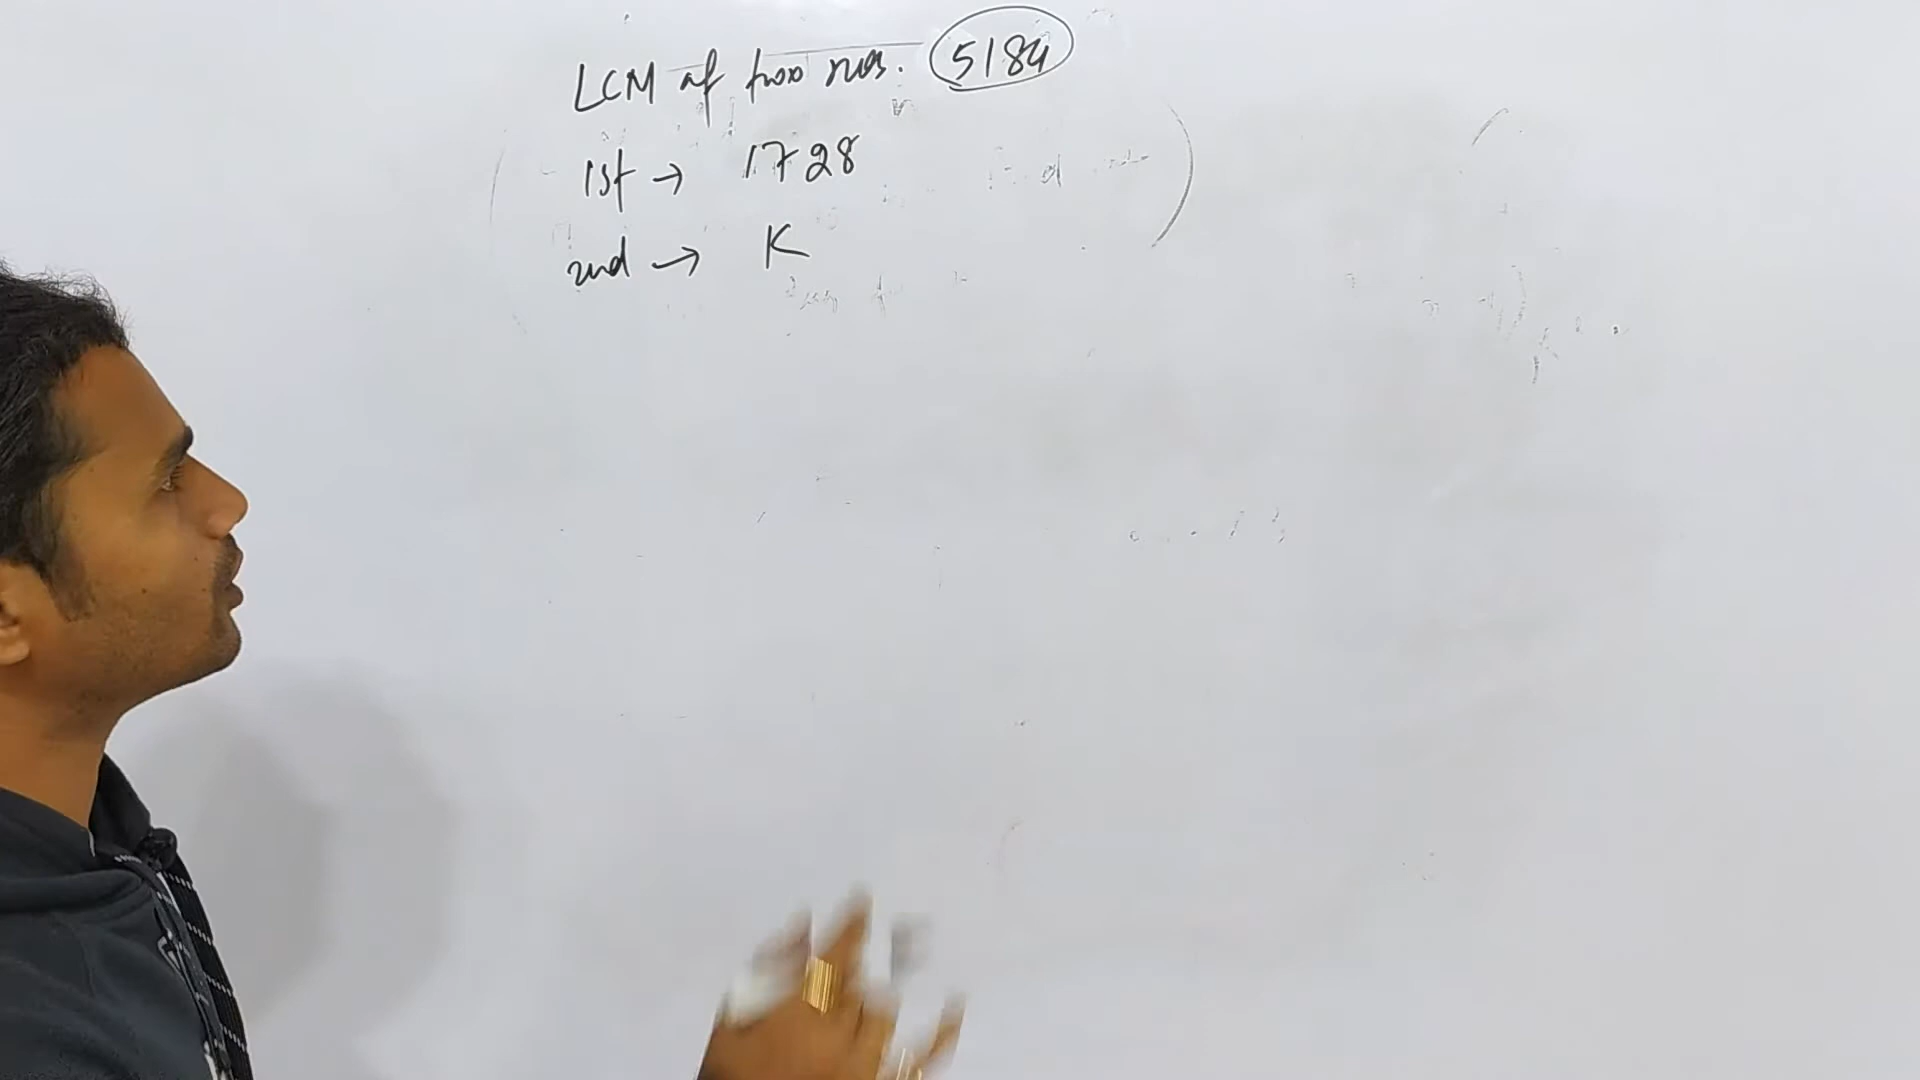 LCM of two nos. 5184
1st → 1728
2nd → K